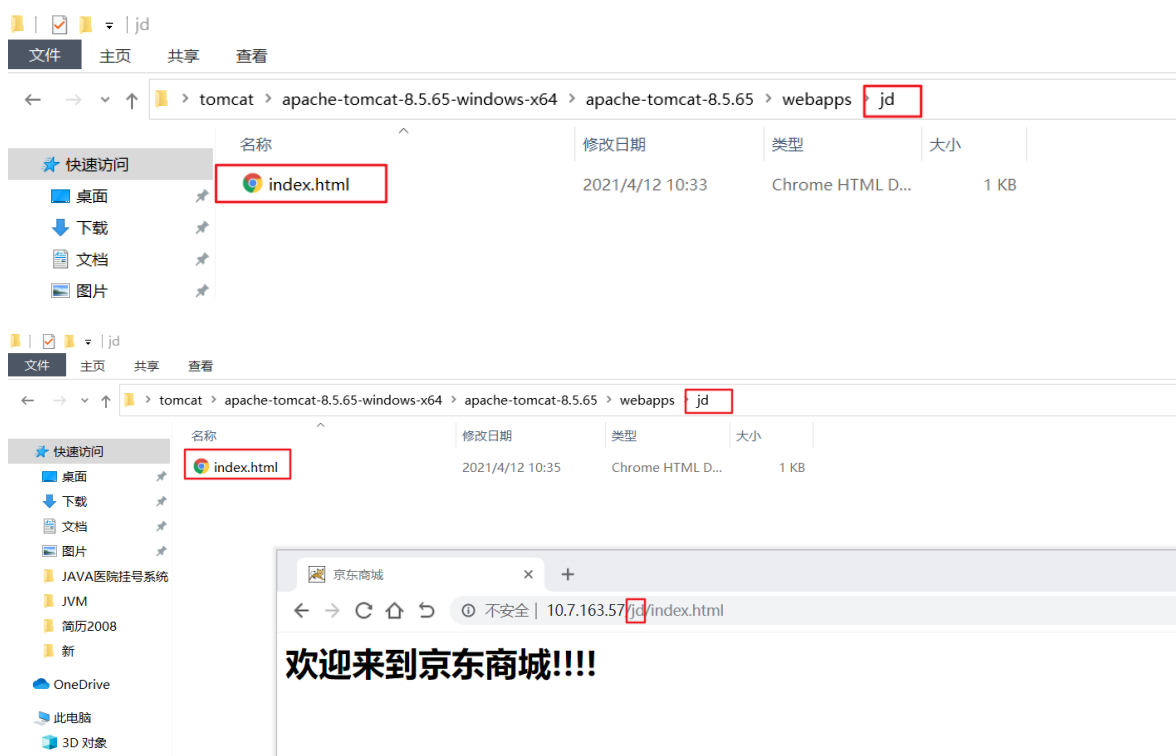 jd
文件 主页 共享 查看
tomcat > apache-tomcat-8.5.65-windows-x64 > apache-tomcat-8.5.65 > webapps > jd
名称 修改日期 类型 大小
快速访问
index.html 2021/4/12 10:33 Chrome HTML D... 1 KB
桌面
下载
文档
图片
jd
文件 主页 共享 查看
tomcat > apache-tomcat-8.5.65-windows-x64 > apache-tomcat-8.5.65 > webapps > jd
名称 修改日期 类型 大小
快速访问
index.html 2021/4/12 10:35 Chrome HTML D... 1 KB
桌面
下载
文档
图片
JAVA医院挂号系统
JVM
简历2008
新
OneDrive
此电脑
3D 对象
京东商城
不安全 | 10.7.163.57/jd/index.html
欢迎来到京东商城!!!!